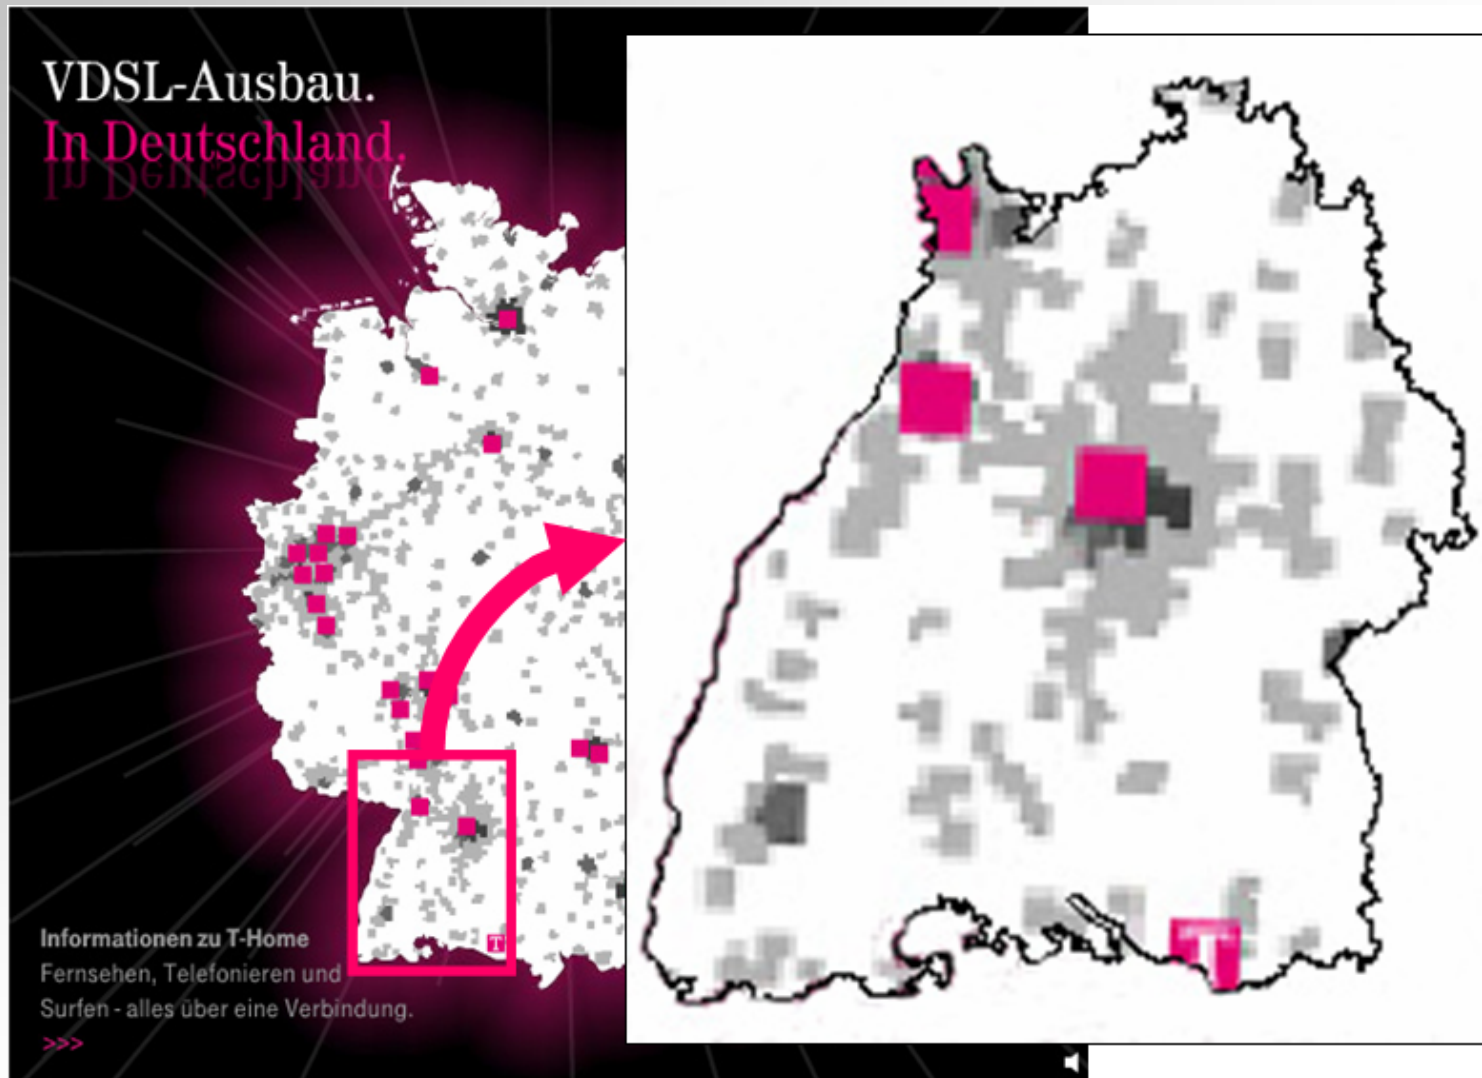 VDSL-Ausbau.
In Deutschland.
T
T
Informationen zu T-Home
Fernsehen, Telefonieren und
Surfen - alles über eine Verbindung.
>>>